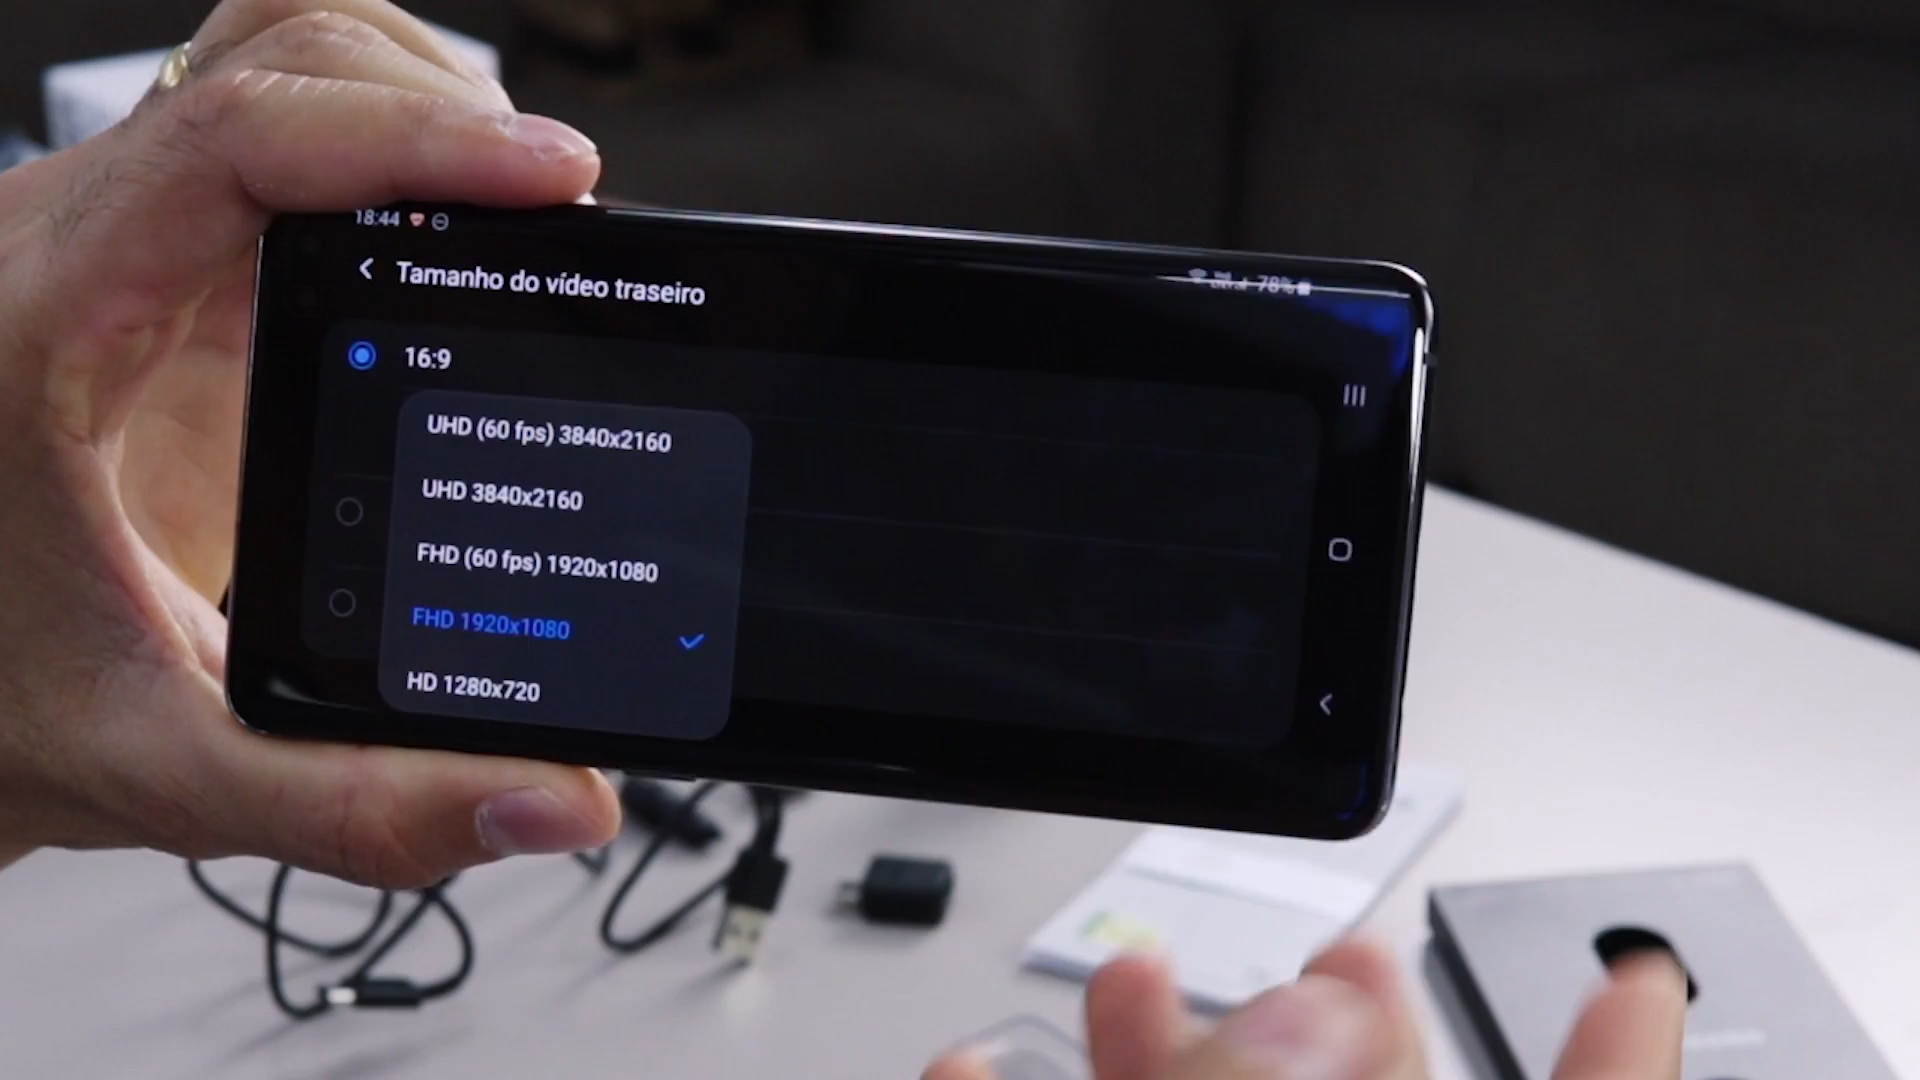 18:44
78%
Tamanho do vídeo traseiro
16:9
UHD (60 fps) 3840x2160
UHD 3840x2160
FHD (60 fps) 1920x1080
FHD 1920x1080
HD 1280x720